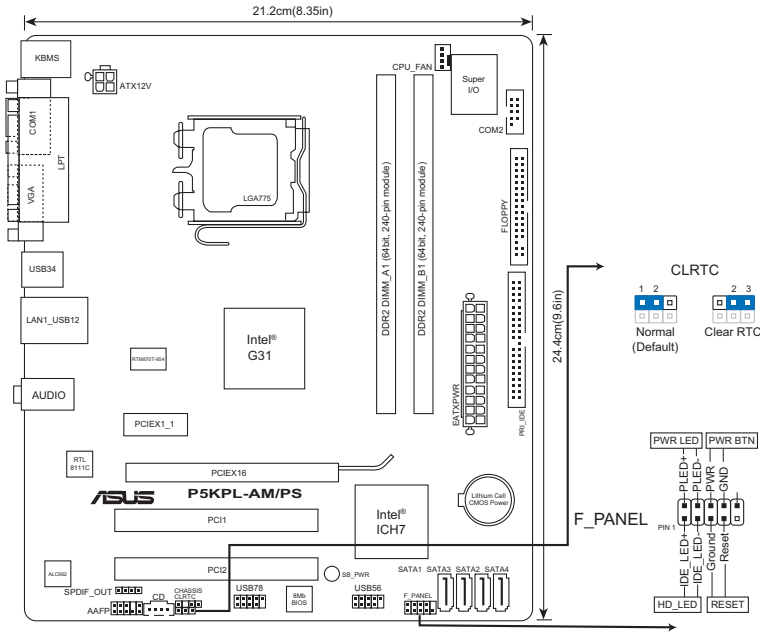 21.2cm(8.35in)
KBMS
ATX12V
CPU_FAN
Super
I/O
COM2
COM1
LPT
VGA
LGA775
DDR2 DIMM_A1 (64bit, 240-pin module)
DDR2 DIMM_B1 (64bit, 240-pin module)
FLOPPY
24.4cm(9.6in)
USB34
LAN1_USB12
Intel®
G31
RTM870T-954
EATXPWR
PRI_IDE
AUDIO
PCIEX1_1
RTL
8111C
PCIEX16
ASUS
P5KPL-AM/PS
Lithium Cell
CMOS Power
PCI1
Intel®
ICH7
PCI2
ALC662
SB_PWR
SATA1 SATA3 SATA2 SATA4
SPDIF_OUT
AAFP
CD
CHASSIS
CLRTC
USB78
8Mb
BIOS
USB56
F_PANEL
CLRTC
1 2
2 3
Normal
(Default)
Clear RTC
PWR LED
PWR BTN
PLED+
PLED-
PWR
GND
F_PANEL
PIN 1
IDE_LED+
IDE_LED-
Ground
Reset
HD_LED
RESET